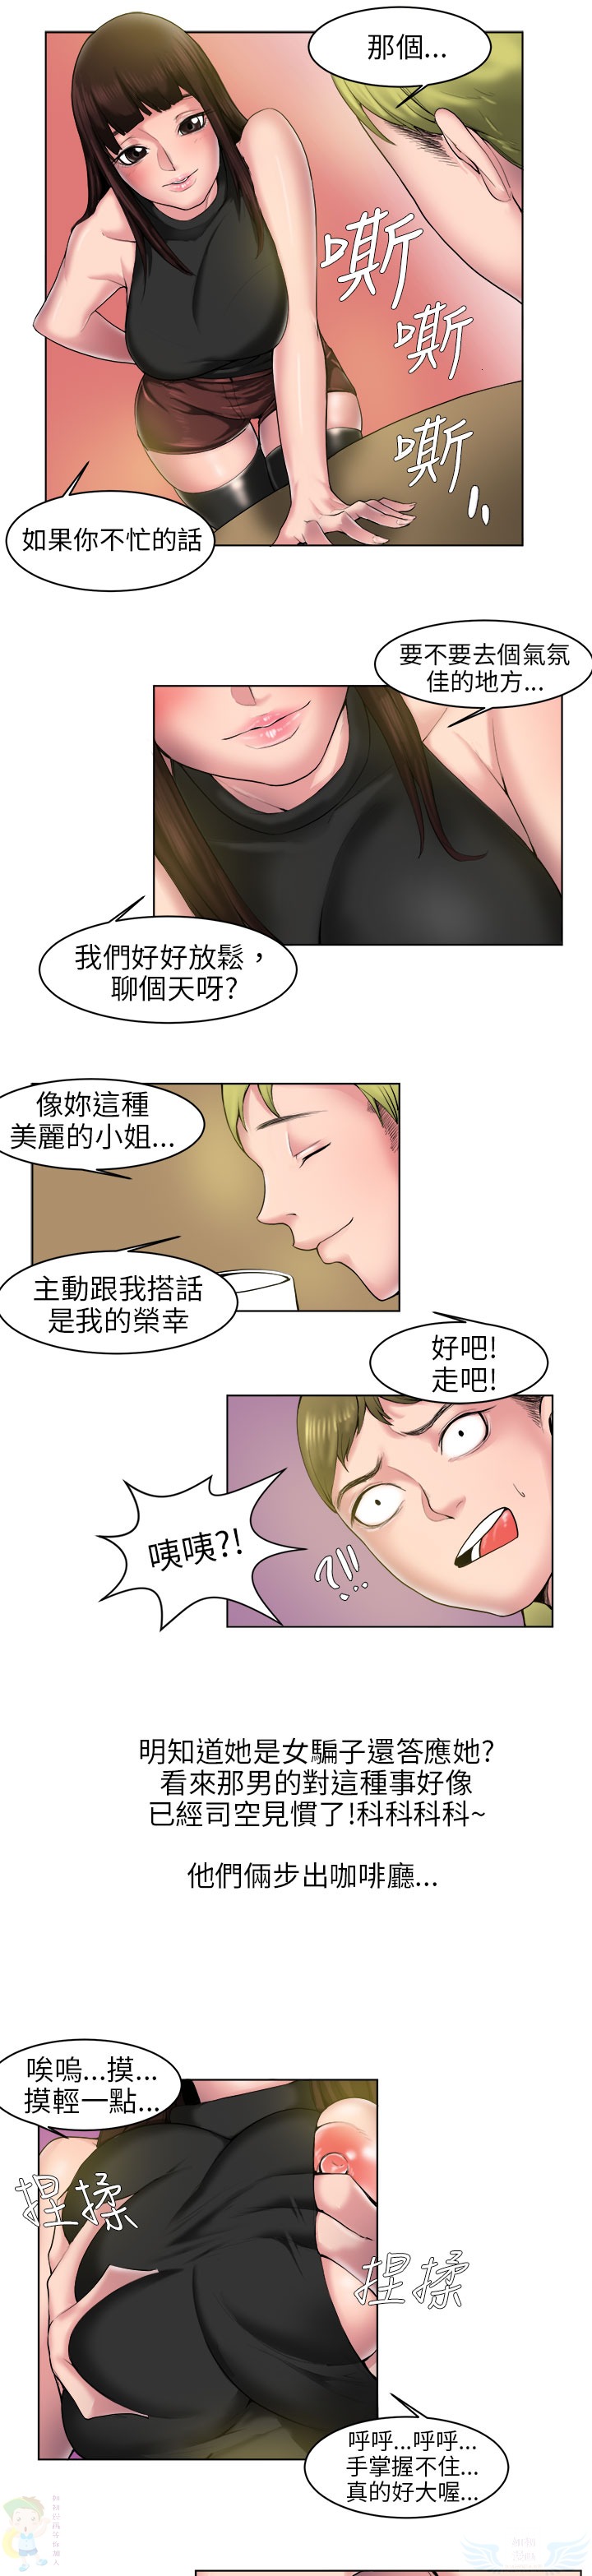 那個...
嘶
嘶
嘶
如果你不忙的話
要不要去個氣氛
佳的地方...
我們好好放鬆，
聊個天呀?
像妳這種
美麗的小姐...
主動跟我搭話
是我的榮幸
好吧!
走吧!
咦咦?!
?!!
明知道她是女騙子還答應她?
看來那男的對這種事好像
已經司空見慣了!科科科科~
他們倆步出咖啡廳...
唉嗚...摸...
摸輕一點...
捏揉
捏揉
呼呼...呼呼...
手掌握不住...
真的好大喔...